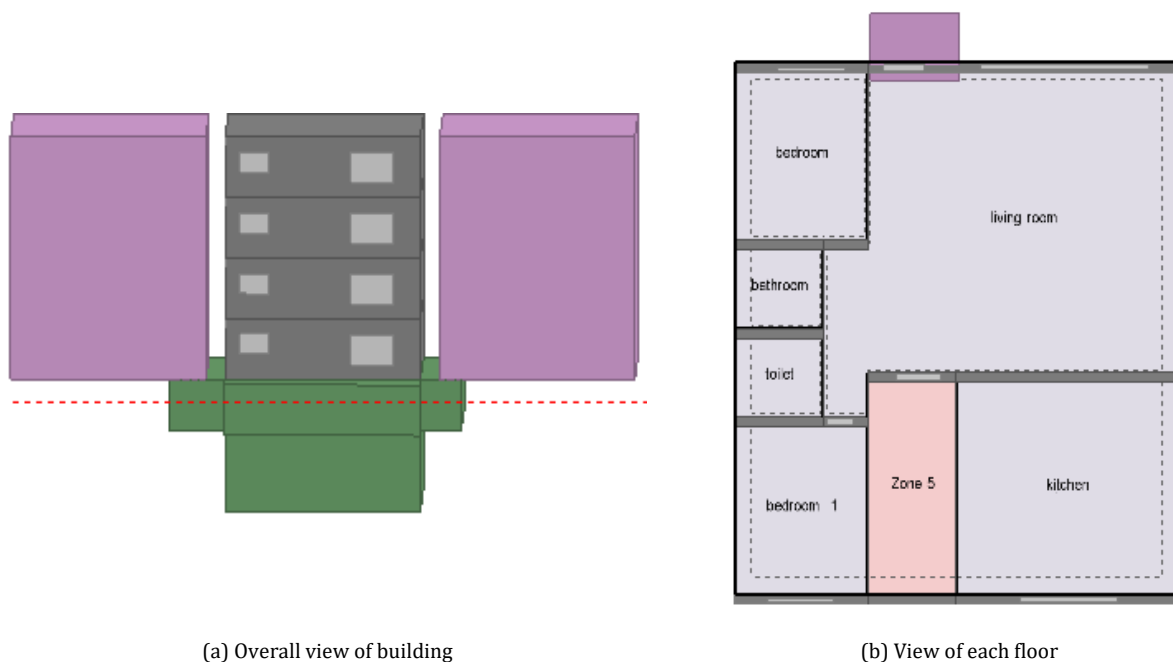 bedroom
living room
bathroom
toilet
bedroom 1
Zone 5
kitchen
(a) Overall view of building
(b) View of each floor